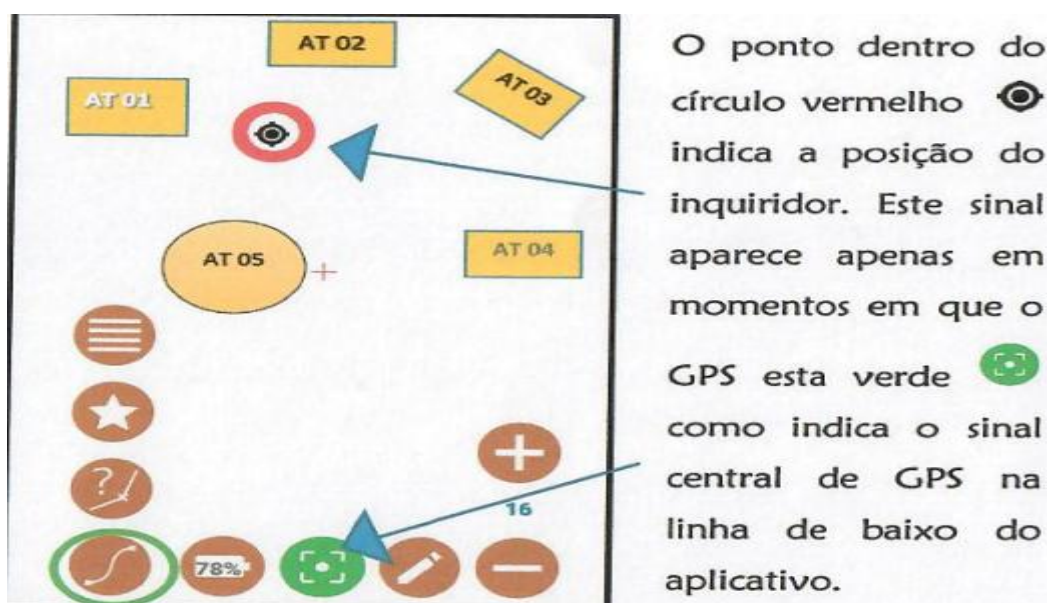 AT 02
AT 01
AT 03
AT 05
AT 04
?
16
78%
O ponto dentro do
círculo vermelho
indica a posição do
inquiridor. Este sinal
aparece apenas em
momentos em que o
GPS esta verde
como indica o sinal
central de GPS na
linha de baixo do
aplicativo.